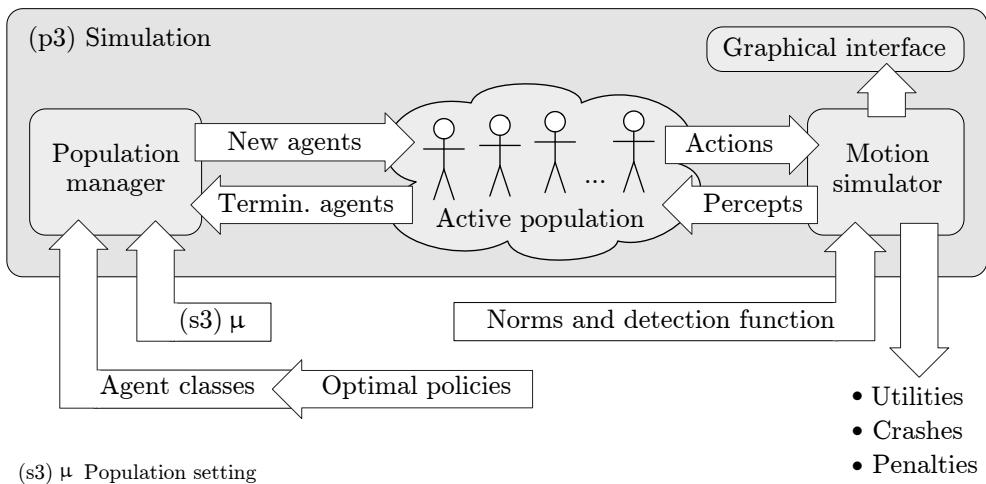 (p3) Simulation
Graphical interface
Population
manager
New agents
Termin. agents
...
Active population
Actions
Percepts
Motion
simulator
(s3) μ
Norms and detection function
Agent classes
Optimal policies
• Utilities
• Crashes
• Penalties
(s3) μ Population setting